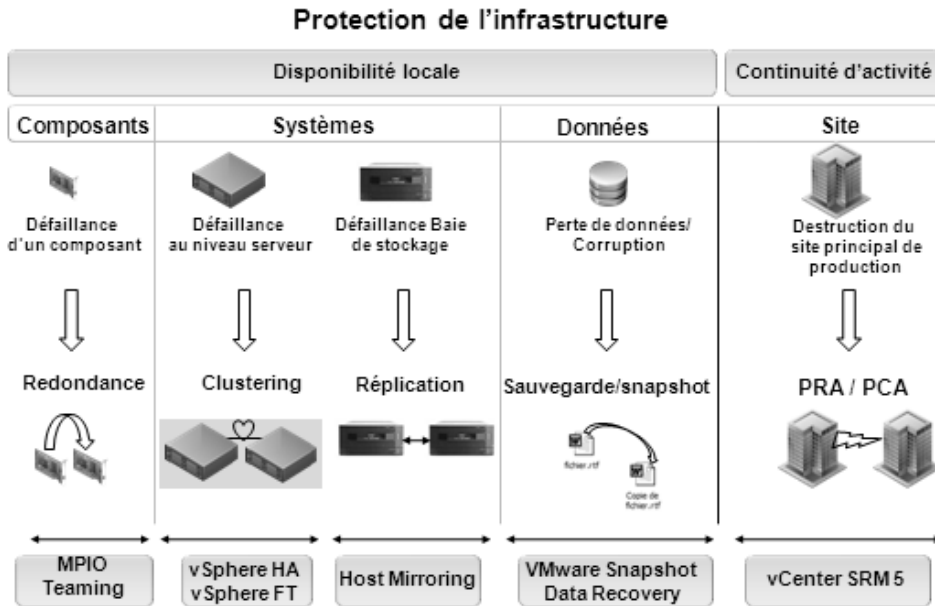 Protection de l'infrastructure
Disponibilité locale
Continuité d'activité
Composants
Systèmes
Données
Site
Défaillance
d'un composant
Défaillance
au niveau serveur
Défaillance Baie
de stockage
Perte de données/
Corruption
Destruction du
site principal de
production
Redondance
Clustering
Réplication
Sauvegarde/snapshot
PRA / PCA
fichier.rtf
Copie de
fichier.rtf
MPIO
Teaming
vSphere HA
vSphere FT
Host Mirroring
VMware Snapshot
Data Recovery
vCenter SRM 5